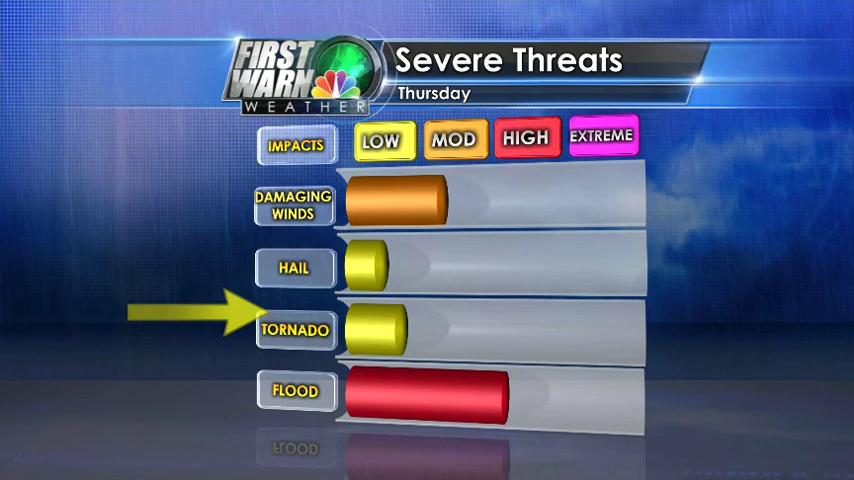 FIRST
WARN
WEATHER
Severe Threats
Thursday
IMPACTS
LOW
MOD
HIGH
EXTREME
DAMAGING
WINDS
HAIL
TORNADO
FLOOD